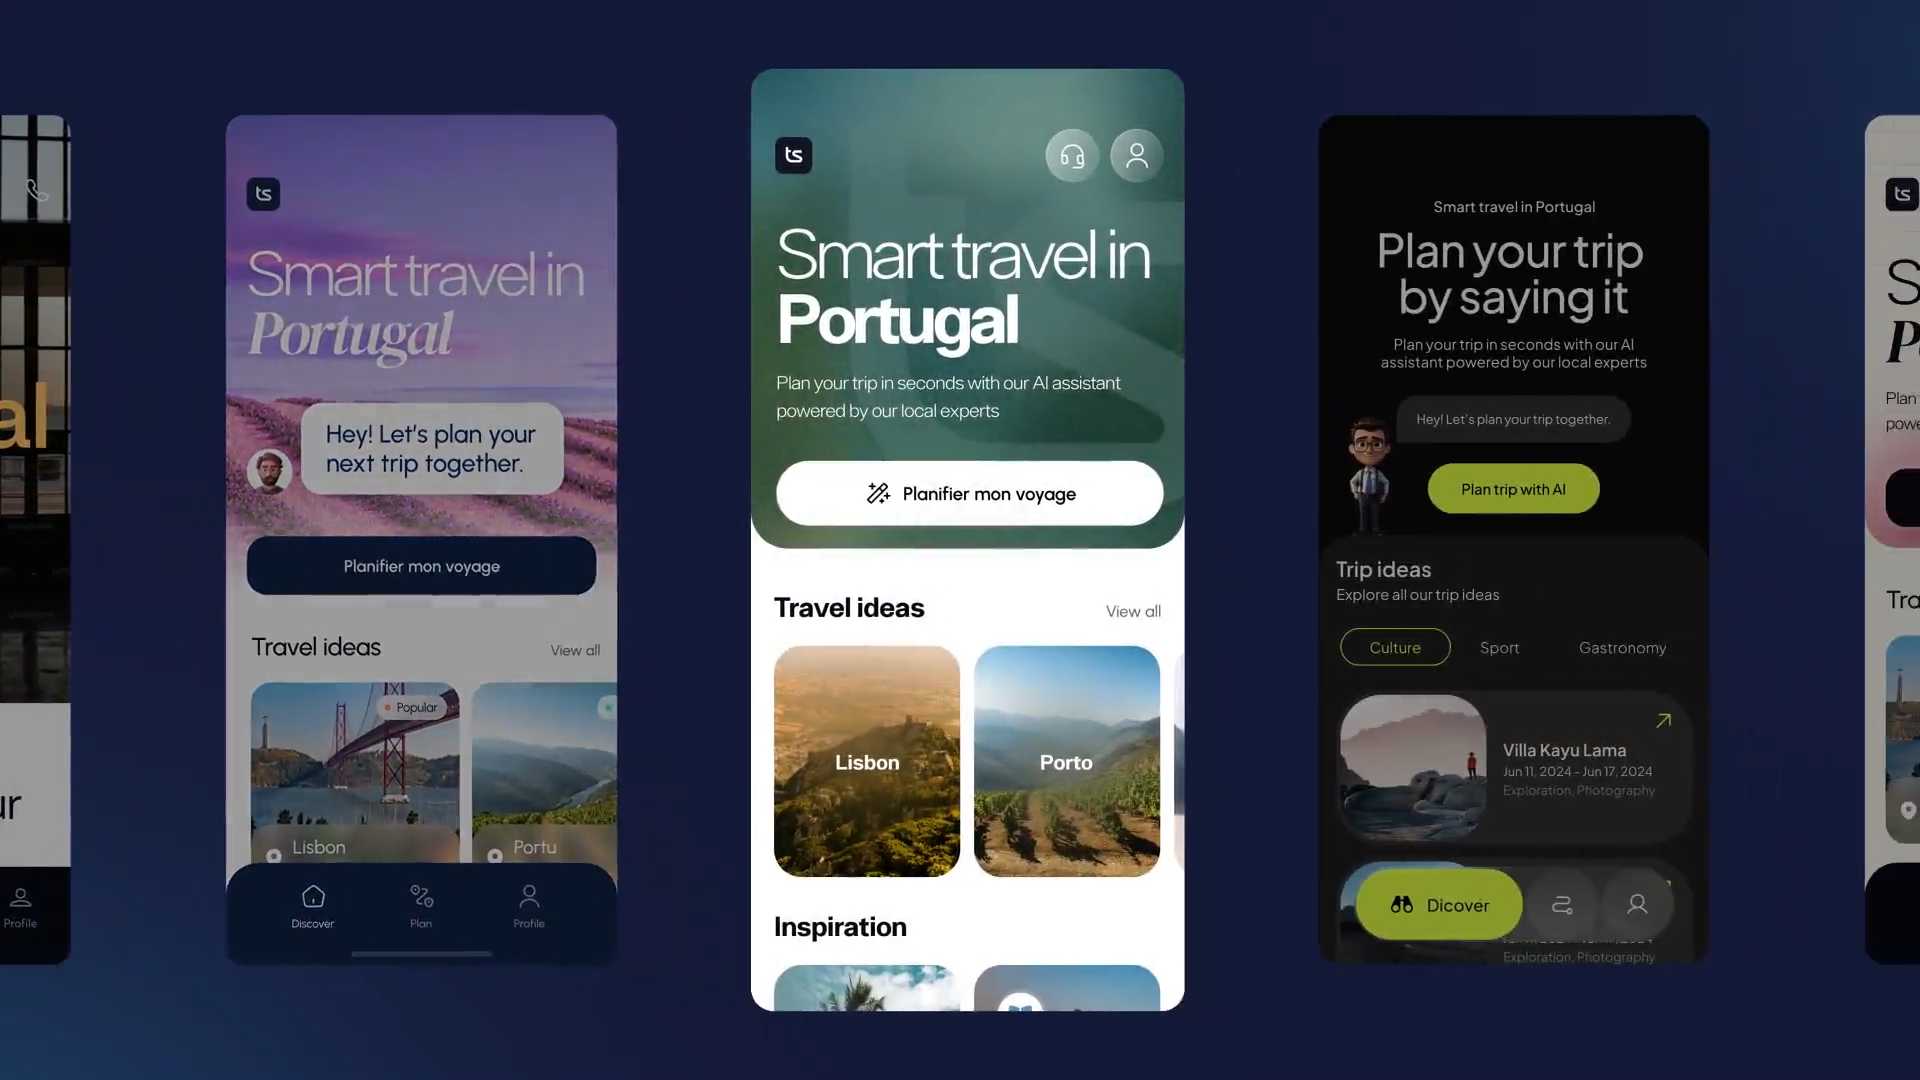 al
ur
Profile
ts
Smart travel in
Portugal
Hey! Let's plan your
next trip together.
Planifier mon voyage
Travel ideas
View all
Popular
Lisbon
Portu
Discover
Plan
Profile
ts
Smart travel in
Portugal
Plan your trip in seconds with our AI assistant
powered by our local experts
Planifier mon voyage
Travel ideas
View all
Lisbon
Porto
Inspiration
Smart travel in Portugal
Plan your trip
by saying it
Plan your trip in seconds with our AI
assistant powered by our local experts
Hey! Let's plan your trip together.
Plan trip with AI
Trip ideas
Explore all our trip ideas
Culture
Sport
Gastronomy
Villa Kayu Lama
Jun 11, 2024 - Jun 17, 2024
Exploration, Photography
Dicover
Exploration, Photography
ts
S
P
Plan
powe
Tra